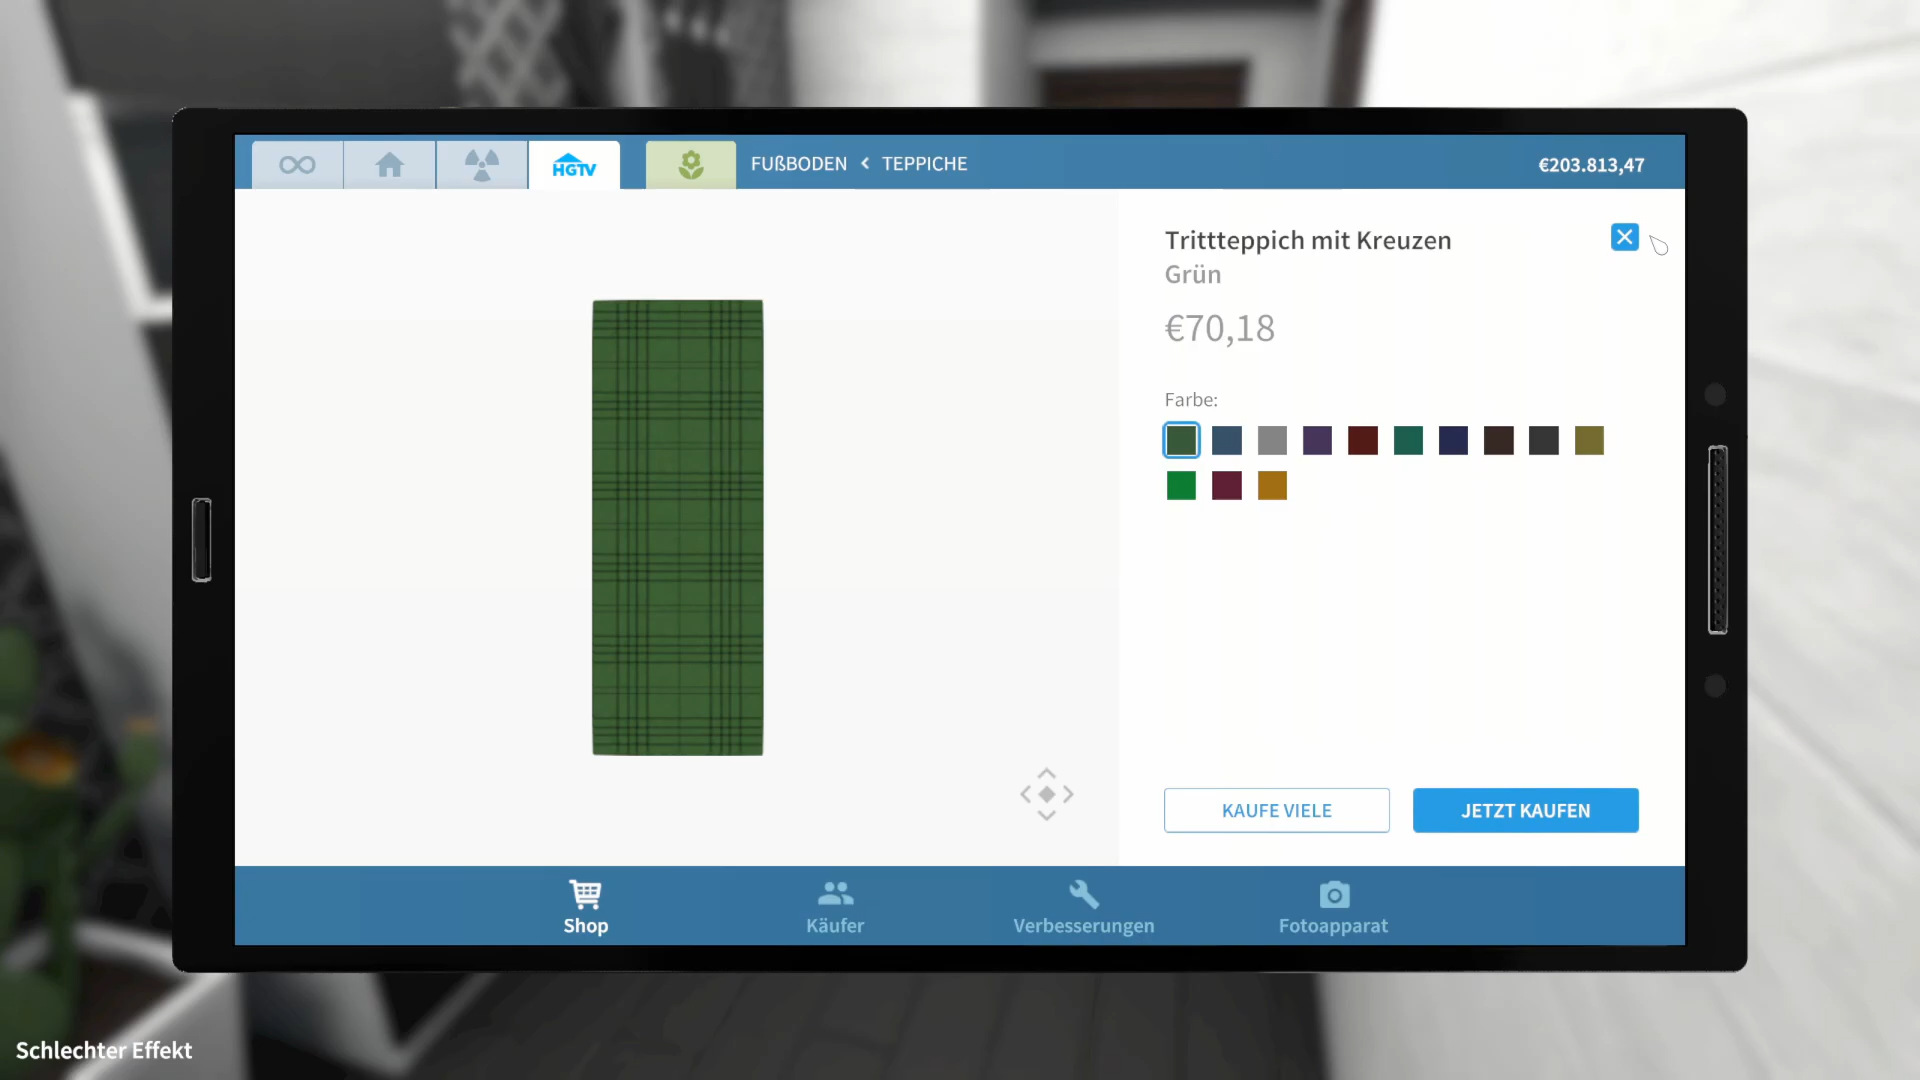 HGTV
FUßBODEN < TEPPICHE
€203.813,47
Trittteppich mit Kreuzen
Grün
€70,18
Farbe:
KAUFE VIELE
JETZT KAUFEN
Shop
Käufer
Verbesserungen
Fotoapparat
Schlechter Effekt